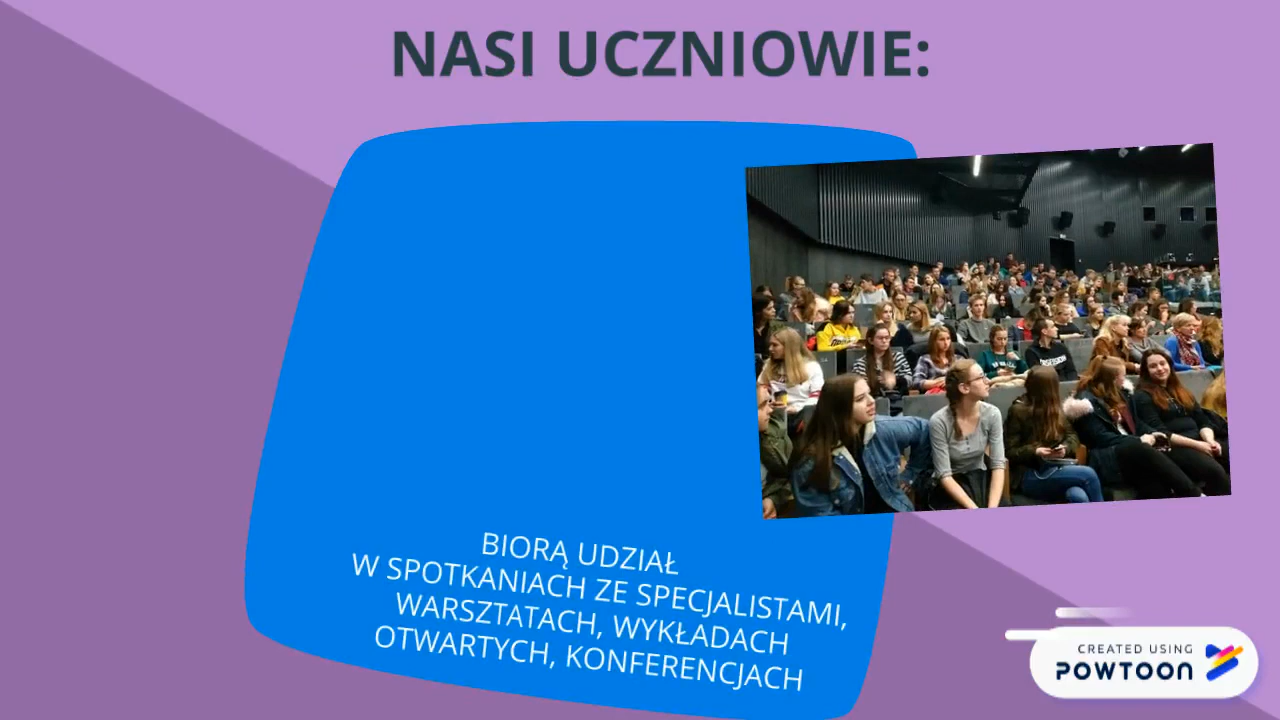 NASI UCZNIOWIE:
BIORĄ UDZIAŁ
W SPOTKANIACH ZE SPECJALISTAMI,
WARSZTATACH, WYKŁADACH
OTWARTYCH, KONFERENCJACH
CREATED USING
POWTOON